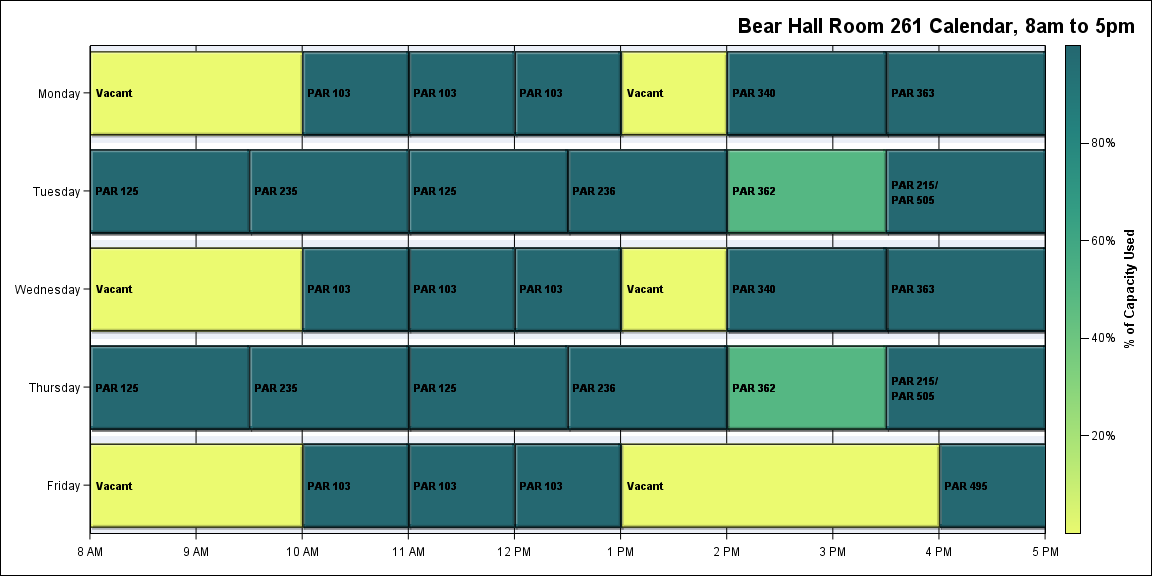 Bear Hall Room 261 Calendar, 8am to 5pm
Monday
Vacant
PAR 103
PAR 103
PAR 103
Vacant
PAR 340
PAR 363
Tuesday
PAR 125
PAR 235
PAR 125
PAR 236
PAR 362
PAR 215/
PAR 505
Wednesday
Vacant
PAR 103
PAR 103
PAR 103
Vacant
PAR 340
PAR 363
Thursday
PAR 125
PAR 235
PAR 125
PAR 236
PAR 362
PAR 215/
PAR 505
Friday
Vacant
PAR 103
PAR 103
PAR 103
Vacant
PAR 495
8 AM
9 AM
10 AM
11 AM
12 PM
1 PM
2 PM
3 PM
4 PM
5 PM
80%
60%
40%
20%
% of Capacity Used